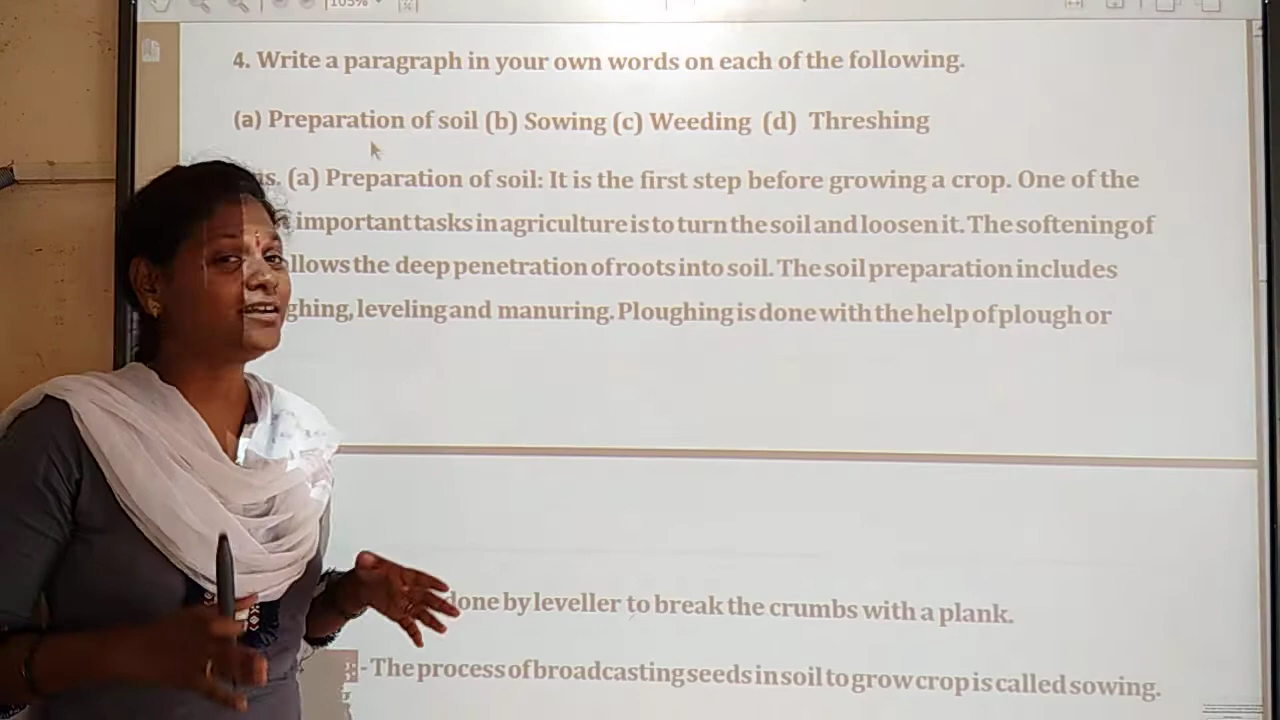 105%
4. Write a paragraph in your own words on each of the following.
(a) Preparation of soil (b) Sowing (c) Weeding (d) Threshing
(a) Preparation of soil: It is the first step before growing a crop. One of the
important tasks in agriculture is to turn the soil and loosen it. The softening of
the deep penetration of roots into soil. The soil preparation includes
leveling and manuring. Ploughing is done with the help of plough or
done by leveller to break the crumbs with a plank.
- The process of broadcasting seeds in soil to grow crop is called sowing.